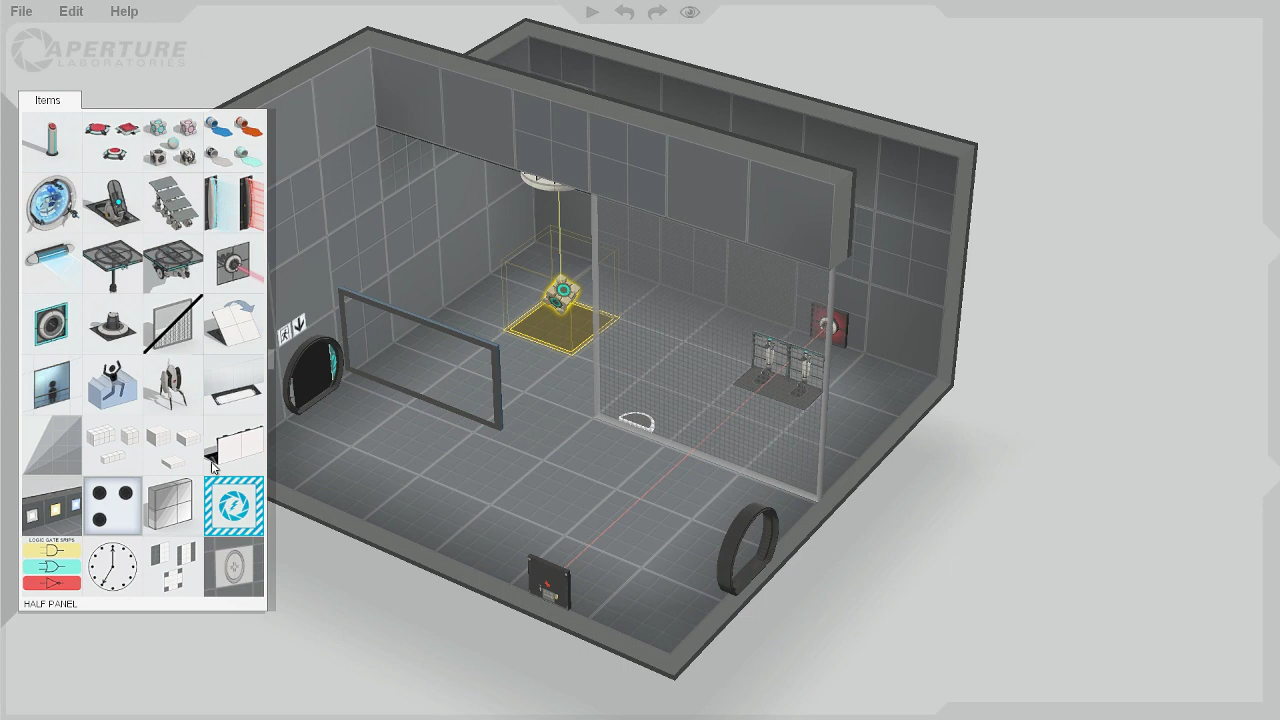 File Edit Help
APERTURE
LABORATORIES
Items
LOGIC GATE SRIPS
HALF PANEL